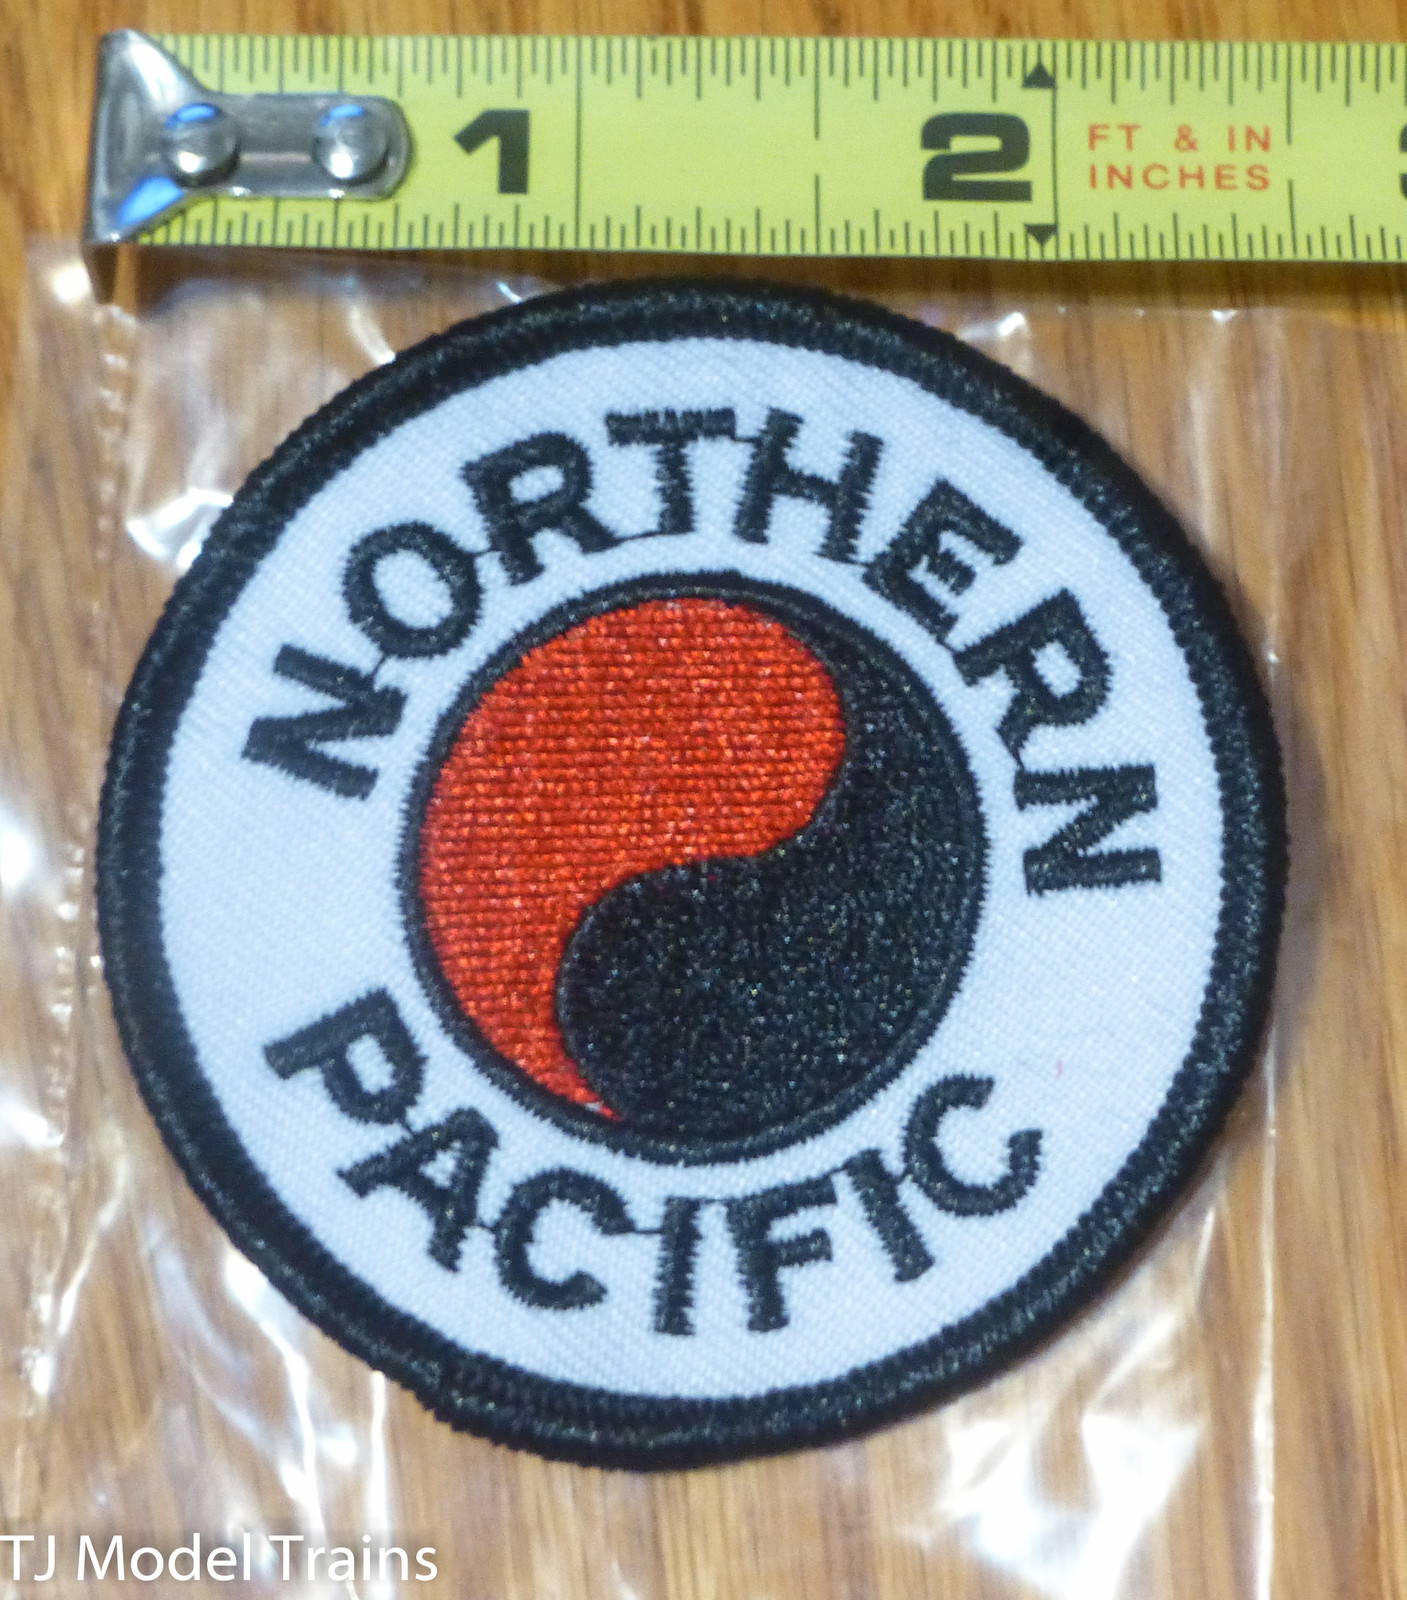 1 2 FT & IN
INCHES
NORTHERN
PACIFIC
TJ Model Trains